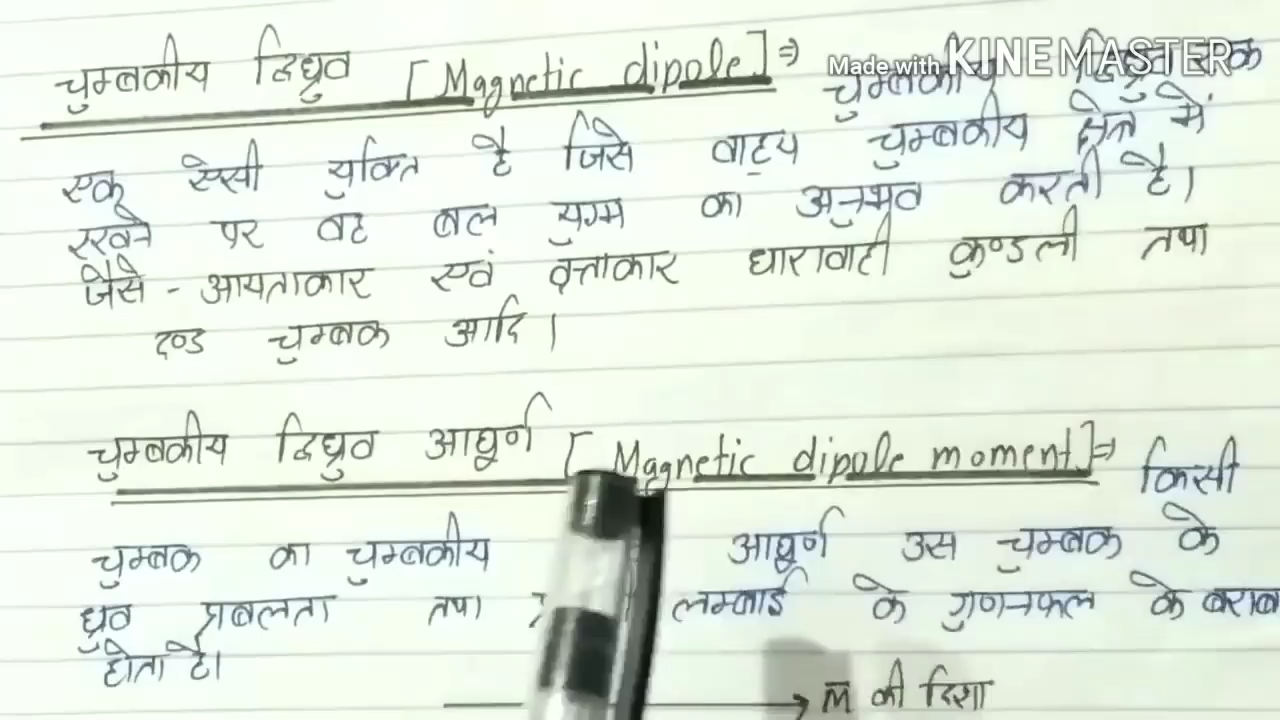 चुम्बकीय द्विध्रुव [Magnetic dipole]⇒ चुम्बकीय द्विध्रुव एक
Made with KINEMASTER
एक ऐसी युक्ति है जिसे बाह्य चुम्बकीय क्षेत्र में
रखने पर वह बल युग्म का अनुभव करती है।
जैसे - आयताकार एवं वृत्ताकार धारावाही कुण्डली तथा
दण्ड चुम्बक आदि।
चुम्बकीय द्विध्रुव आघूर्ण [Magnetic dipole moment]⇒ किसी
चुम्बक का चुम्बकीय आघूर्ण उस चुम्बक के
ध्रुव प्रबलता तथा लम्बाई के गुणनफल के बराब
होता है।
→ m की दिशा